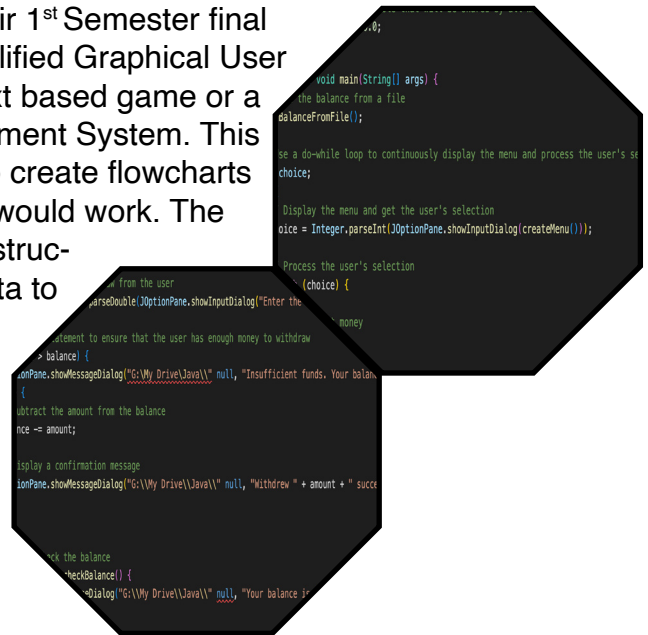 ir 1st Semester final
lified Graphical User
xt based game or a
ment System. This
create flowcharts
would work. The
struc-
ta to
.0;
void main(String[] args) {
the balance from a file
BalanceFromFile();
se a do-while loop to continuously display the menu and process the user's se
choice;
Display the menu and get the user's selection
oice = Integer.parseInt(JOptionPane.showInputDialog(createMenu()));
Process the user's selection
(choice) {
money
from the user
parseDouble(JOptionPane.showInputDialog("Enter the
atement to ensure that the user has enough money to withdraw
> balance) {
ionPane.showMessageDialog("G:\My Drive\Java\\" null, "Insufficient funds. Your balan
{
ubtract the amount from the balance
nce -= amount;
isplay a confirmation message
ionPane.showMessageDialog("G:\\My Drive\\Java\\" null, "Withdrew " + amount + " succe
ck the balance
checkBalance() {
eDialog("G:\\My Drive\\Java\\" null, "Your balance is